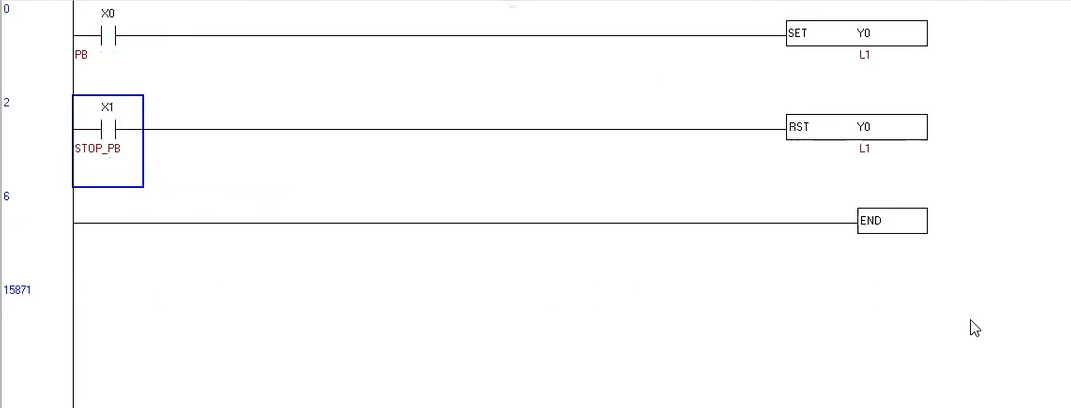 0 X0
SET Y0
PB L1
2 X1
RST Y0
STOP_PB L1
6
END
15871